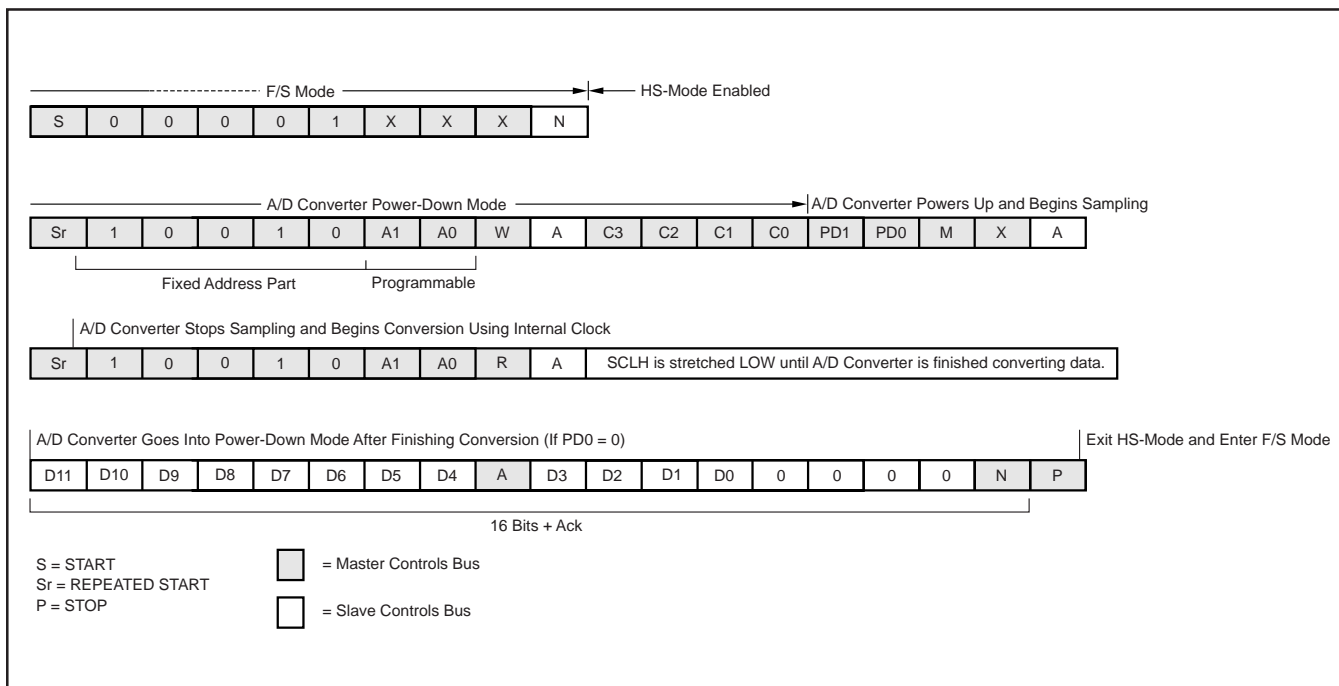 F/S Mode HS-Mode Enabled
S 0 0 0 0 1 X X X N
A/D Converter Power-Down Mode A/D Converter Powers Up and Begins Sampling
Sr 1 0 0 1 0 A1 A0 W A C3 C2 C1 C0 PD1 PD0 M X A
Fixed Address Part Programmable
A/D Converter Stops Sampling and Begins Conversion Using Internal Clock
Sr 1 0 0 1 0 A1 A0 R A SCLH is stretched LOW until A/D Converter is finished converting data.
A/D Converter Goes Into Power-Down Mode After Finishing Conversion (If PD0 = 0) Exit HS-Mode and Enter F/S Mode
D11 D10 D9 D8 D7 D6 D5 D4 A D3 D2 D1 D0 0 0 0 0 N P
16 Bits + Ack
S = START = Master Controls Bus
Sr = REPEATED START
P = STOP = Slave Controls Bus